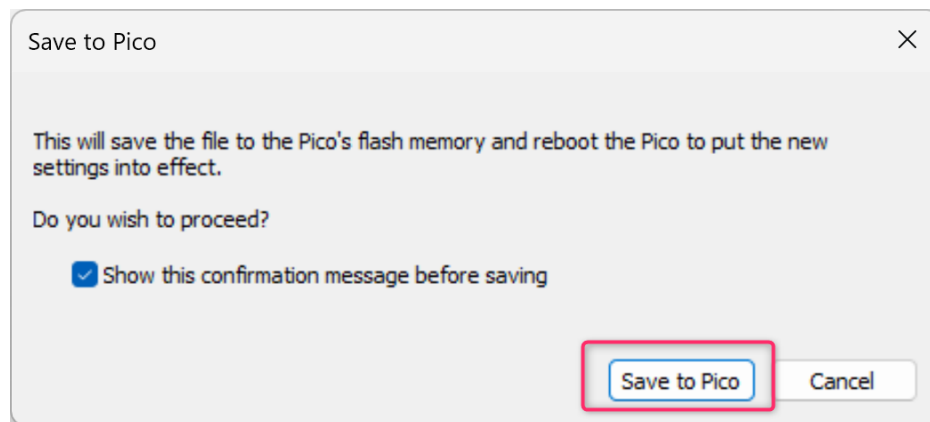 Save to Pico
This will save the file to the Pico's flash memory and reboot the Pico to put the new
settings into effect.
Do you wish to proceed?
Show this confirmation message before saving
Save to Pico
Cancel